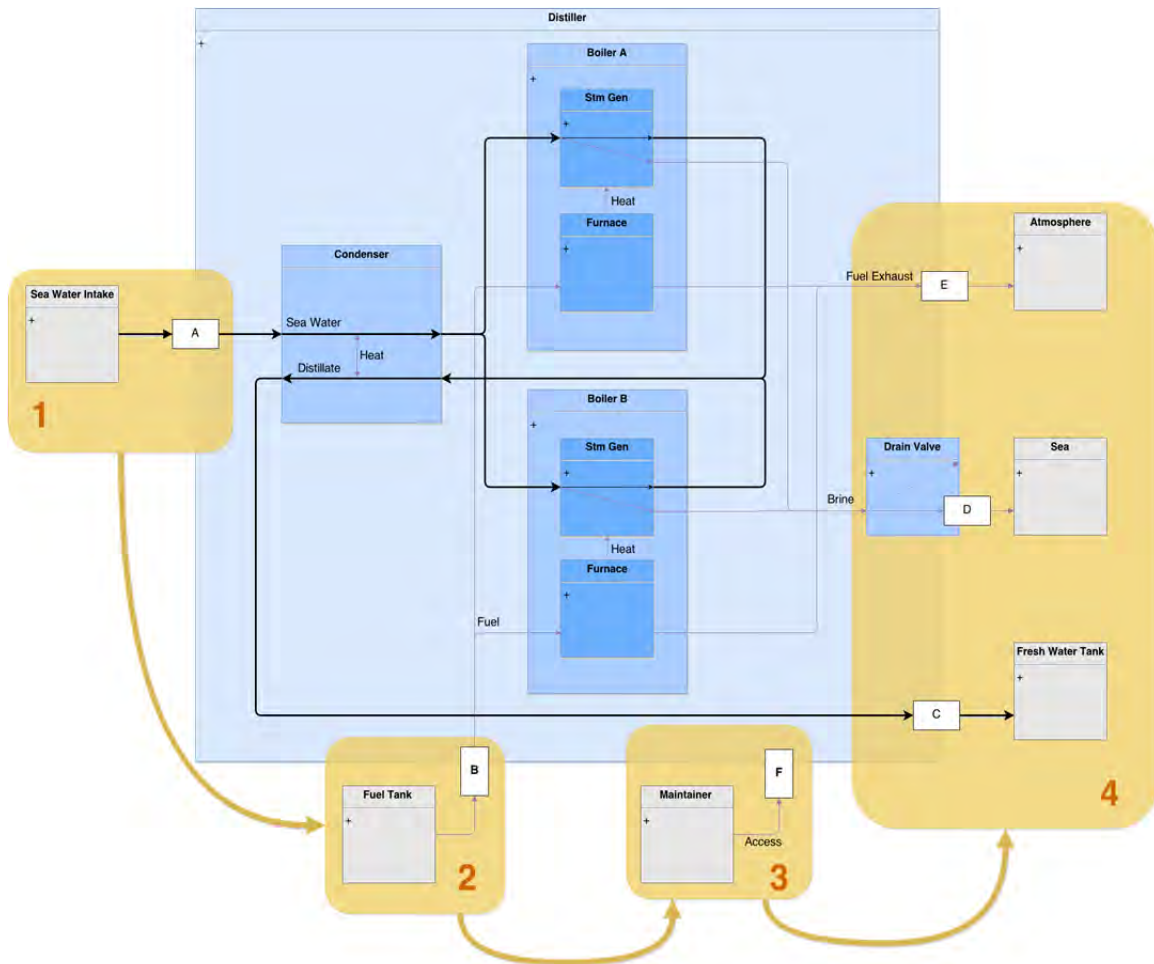 Distiller
+
Boiler A
+
Stm Gen
+
Heat
Furnace
+
Condenser
Sea Water
Heat
Distillate
Sea Water Intake
+
A
1
Boiler B
+
Stm Gen
+
Heat
Furnace
+
Fuel
Fuel Exhaust
E
Atmosphere
+
Drain Valve
+
Brine
D
Sea
+
Fresh Water Tank
+
C
4
Fuel Tank
+
B
2
Maintainer
+
Access
F
3